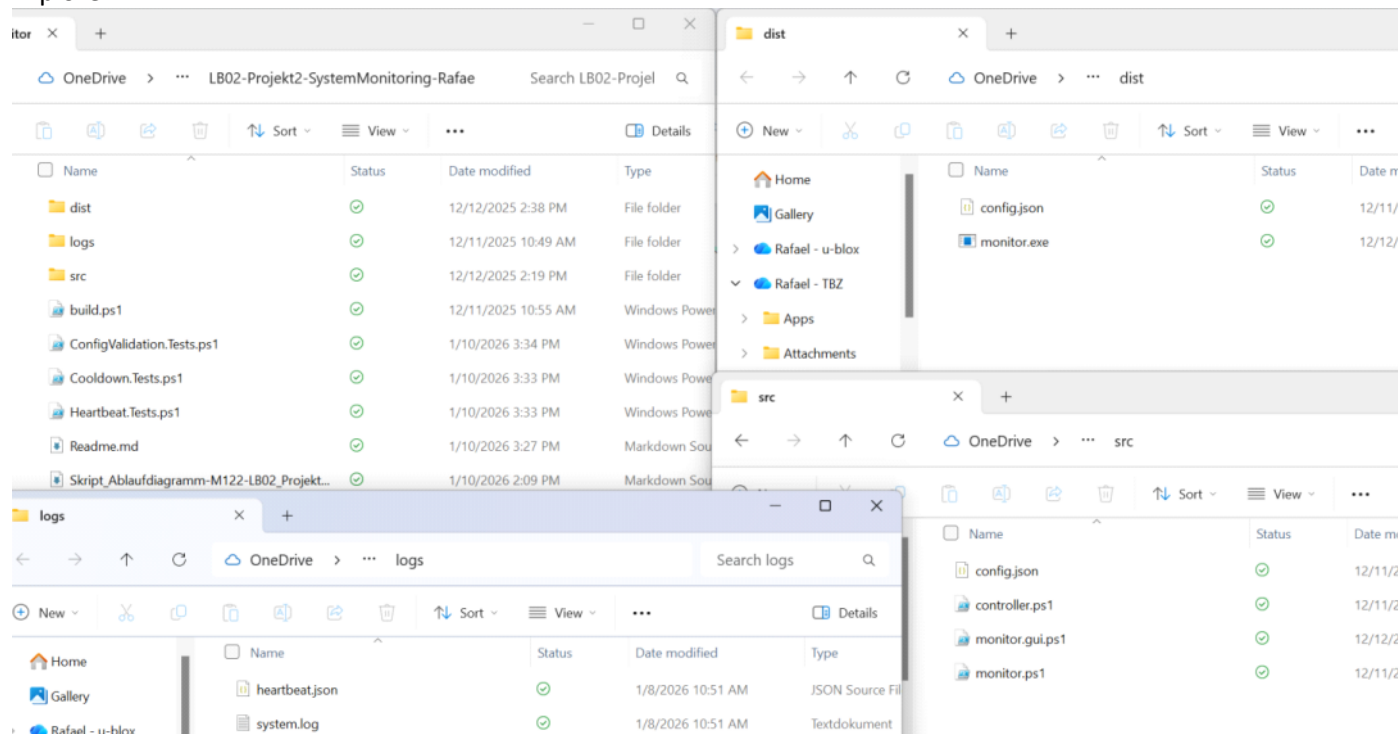 itor
OneDrive > ... LB02-Projekt2-SystemMonitoring-Rafae Search LB02-Projel
Sort View ... Details
Name Status Date modified Type
dist 12/12/2025 2:38 PM File folder
logs 12/11/2025 10:49 AM File folder
src 12/12/2025 2:19 PM File folder
build.ps1 12/11/2025 10:55 AM Windows Power
ConfigValidation.Tests.ps1 1/10/2026 3:34 PM Windows Power
Cooldown.Tests.ps1 1/10/2026 3:33 PM Windows Powe
Heartbeat.Tests.ps1 1/10/2026 3:33 PM Windows Powe
Readme.md 1/10/2026 3:27 PM Markdown Sou
Skript_Ablaufdiagramm-M122-LB02_Projekt... 1/10/2026 2:09 PM Markdown Sou
dist
OneDrive > ... dist
New Sort View ...
Name Status Date m
Home
Gallery
Rafael - u-blox
Rafael - TBZ
Apps
Attachments
config.json 12/11/
monitor.exe 12/12/
src
OneDrive > ... src
Sort View ...
Name Status Date mo
config.json 12/11/2
controller.ps1 12/11/2
monitor.gui.ps1 12/12/2
monitor.ps1 12/11/2
logs
OneDrive > ... logs Search logs
New Sort View ... Details
Home
Gallery
Rafael - u-blox
Name Status Date modified Type
heartbeat.json 1/8/2026 10:51 AM JSON Source Fil
system.log 1/8/2026 10:51 AM Textdokument